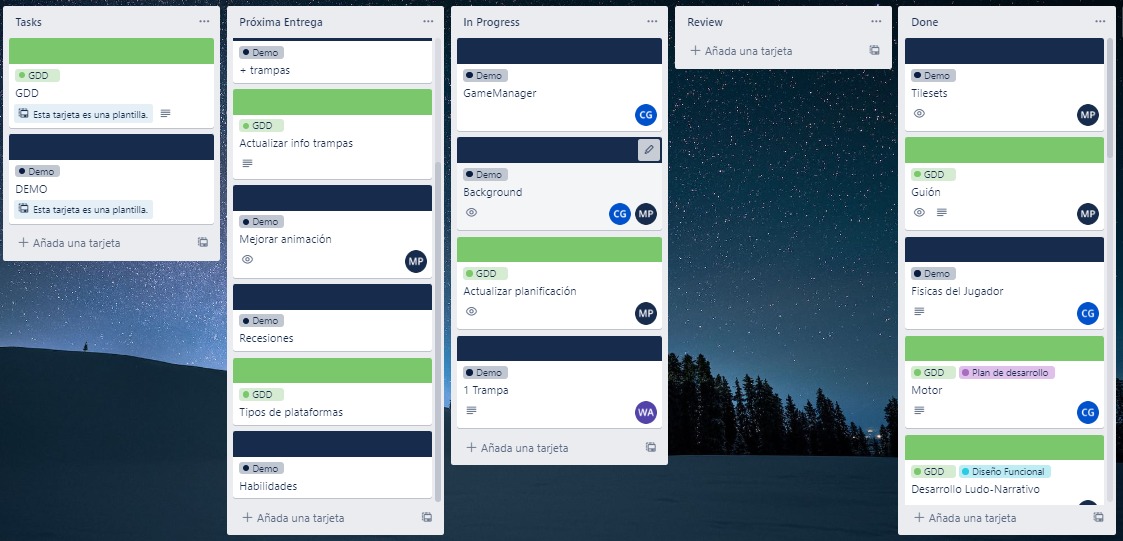 Tasks
GDD
GDD
Esta tarjeta es una plantilla.
Demo
DEMO
Esta tarjeta es una plantilla.
+ Añada una tarjeta
Próxima Entrega
Demo
+ trampas
GDD
Actualizar info trampas
Demo
Mejorar animación
MP
Demo
Recesiones
GDD
Tipos de plataformas
Demo
Habilidades
+ Añada una tarjeta
In Progress
Demo
GameManager
CG
Demo
Background
CG MP
GDD
Actualizar planificación
MP
Demo
1 Trampa
WA
+ Añada una tarjeta
Review
+ Añada una tarjeta
Done
Demo
Tilesets
MP
GDD
Guión
MP
Demo
Fisicas del Jugador
CG
GDD Plan de desarrollo
Motor
CG
GDD Diseño Funcional
Desarrollo Ludo-Narrativo
+ Añada una tarjeta